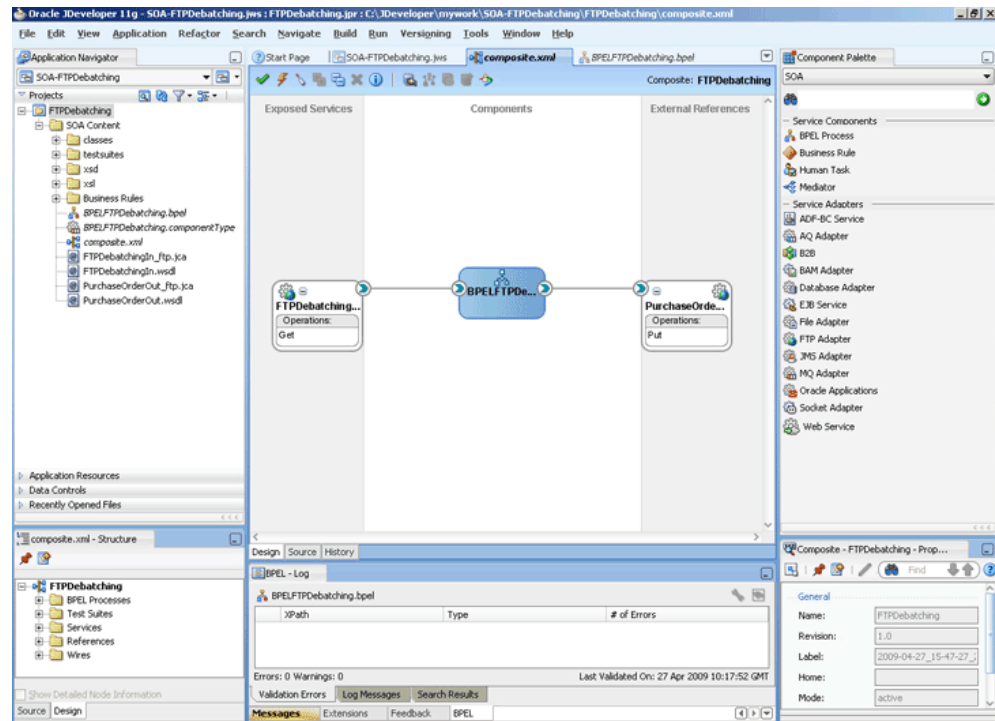 Oracle JDeveloper 11g - SOA-FTPDebatching.jws : FTPDebatching.jpr : C:\JDeveloper\mywork\SOA-FTPDebatching\FTPDebatching\composite.xml
File Edit View Application Refactor Search Navigate Build Run Versioning Tools Window Help
Application Navigator
SOA-FTPDebatching
Projects
FTPDebatching
SOA Content
classes
testsuites
xsd
xsl
Business Rules
BPELFTPDebatching.bpel
BPELFTPDebatching.componentType
composite.xml
FTPDebatchingIn_ftp.jca
FTPDebatchingIn.wsdl
PurchaseOrderOut_ftp.jca
PurchaseOrderOut.wsdl
Application Resources
Data Controls
Recently Opened Files
composite.xml - Structure
FTPDebatching
BPEL Processes
Test Suites
Services
References
Wires
Show Detailed Node Information
Source Design
Start Page SOA-FTPDebatching.jws composite.xml BPELFTPDebatching.bpel
Composite: FTPDebatching
Exposed Services Components External References
FTPDebatching...
Operations:
Get
BPELFTPDe...
PurchaseOrde...
Operations:
Put
Design Source History
BPEL - Log
BPELFTPDebatching.bpel
XPath Type # of Errors
Errors: 0 Warnings: 0 Last Validated On: 27 Apr 2009 10:17:52 GMT
Validation Errors Log Messages Search Results
Messages Extensions Feedback BPEL
Component Palette
SOA
Service Components
BPEL Process
Business Rule
Human Task
Mediator
Service Adapters
ADF-BC Service
AQ Adapter
B2B
BAM Adapter
Database Adapter
EJB Service
File Adapter
FTP Adapter
JMS Adapter
MQ Adapter
Oracle Applications
Socket Adapter
Web Service
Composite - FTPDebatching - Prop...
Find
General
Name: FTPDebatching
Revision: 1.0
Label: 2009-04-27_15-47-27_
Home:
Mode: active